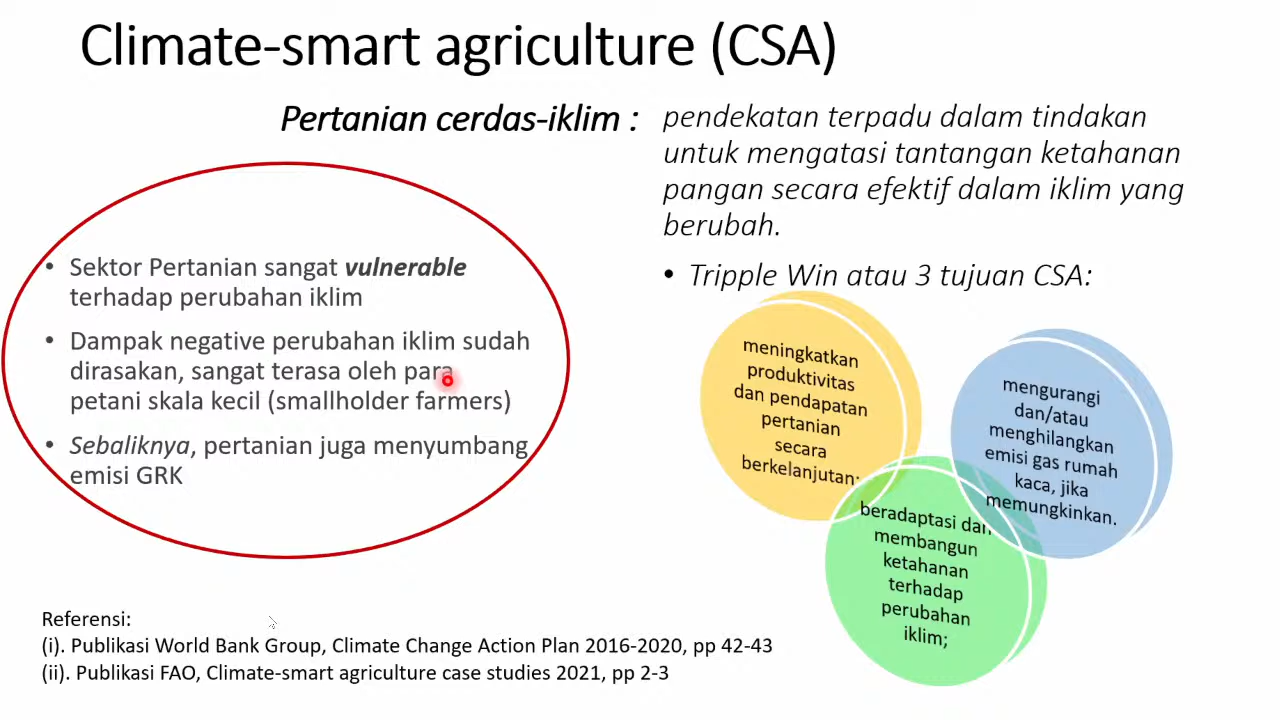 Climate-smart agriculture (CSA)
Pertanian cerdas-iklim :
pendekatan terpadu dalam tindakan
untuk mengatasi tantangan ketahanan
pangan secara efektif dalam iklim yang
berubah.
• Sektor Pertanian sangat vulnerable
terhadap perubahan iklim
• Dampak negative perubahan iklim sudah
dirasakan, sangat terasa oleh para
petani skala kecil (smallholder farmers)
• Sebaliknya, pertanian juga menyumbang
emisi GRK
• Tripple Win atau 3 tujuan CSA:
meningkatkan
produktivitas
dan pendapatan
pertanian
secara
berkelanjutan;
beradaptasi dan
membangun
ketahanan
terhadap
perubahan
iklim;
mengurangi
dan/atau
menghilangkan
emisi gas rumah
kaca, jika
memungkinkan.
Referensi:
(i). Publikasi World Bank Group, Climate Change Action Plan 2016-2020, pp 42-43
(ii). Publikasi FAO, Climate-smart agriculture case studies 2021, pp 2-3